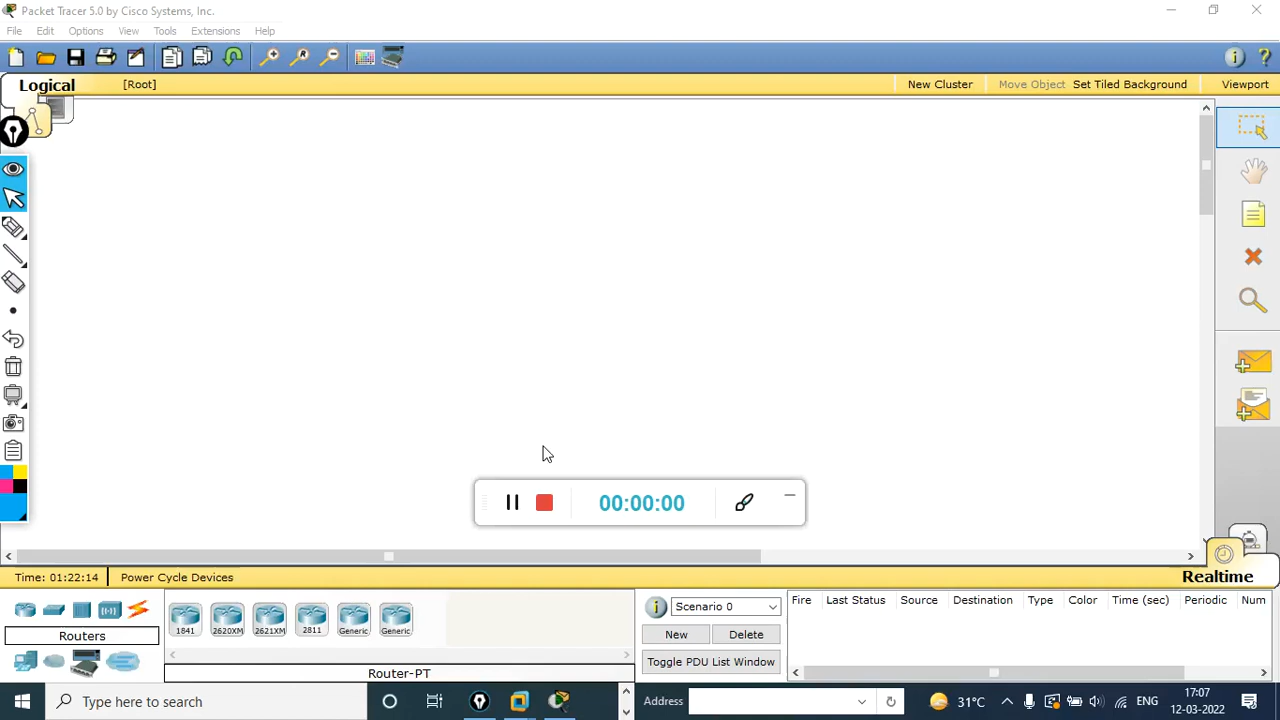 Packet Tracer 5.0 by Cisco Systems, Inc.
File Edit Options View Tools Extensions Help
Logical [Root] New Cluster Move Object Set Tiled Background Viewport
00:00:00
Time: 01:22:14 Power Cycle Devices
Realtime
Routers
1841 2620XM 2621XM 2811 Generic Generic
Router-PT
Scenario 0
New Delete
Toggle PDU List Window
Fire Last Status Source Destination Type Color Time (sec) Periodic Num
Type here to search
Address
31°C
ENG
17:07
12-03-2022